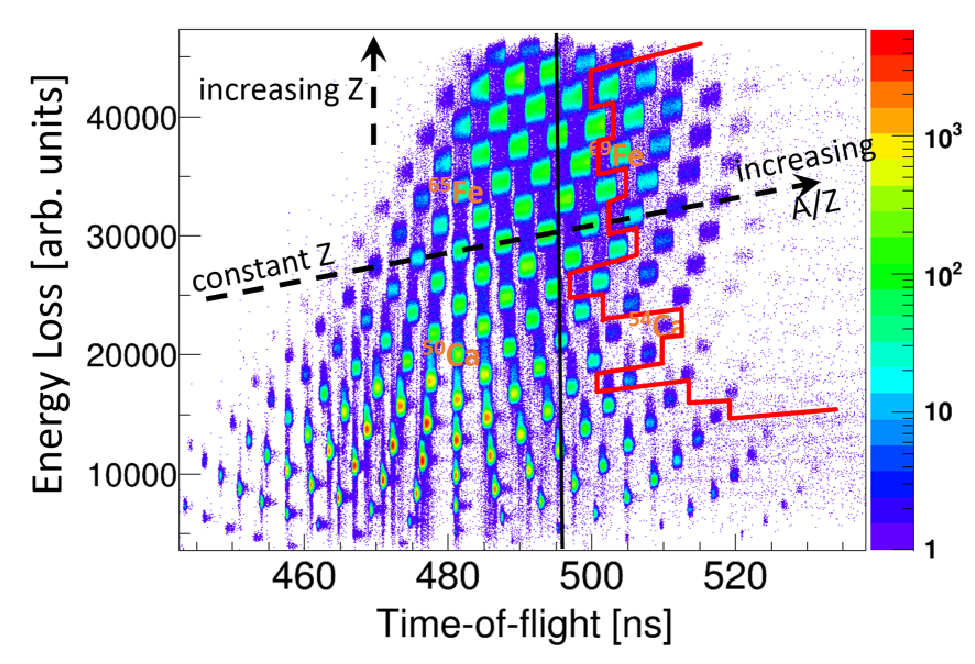 increasing Z
40000
10³
⁶⁹Fe
increasing
A/Z
⁶⁵Fe
30000
constant Z
10²
20000
⁵⁰Ca
10
10000
1
Energy Loss [arb. units]
460 480 500 520
Time-of-flight [ns]